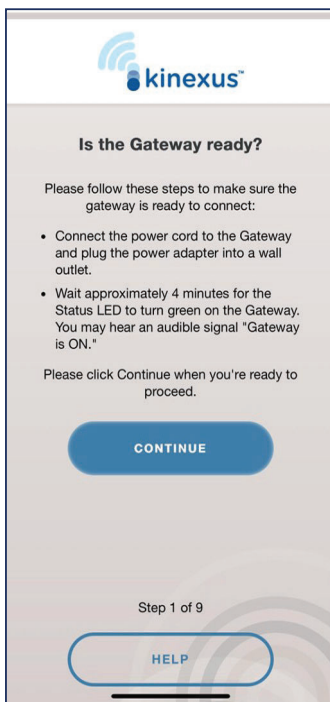 kinexus™
Is the Gateway ready?
Please follow these steps to make sure the
gateway is ready to connect:
• Connect the power cord to the Gateway
and plug the power adapter into a wall
outlet.
• Wait approximately 4 minutes for the
Status LED to turn green on the Gateway.
You may hear an audible signal "Gateway
is ON."
Please click Continue when you're ready to
proceed.
CONTINUE
Step 1 of 9
HELP